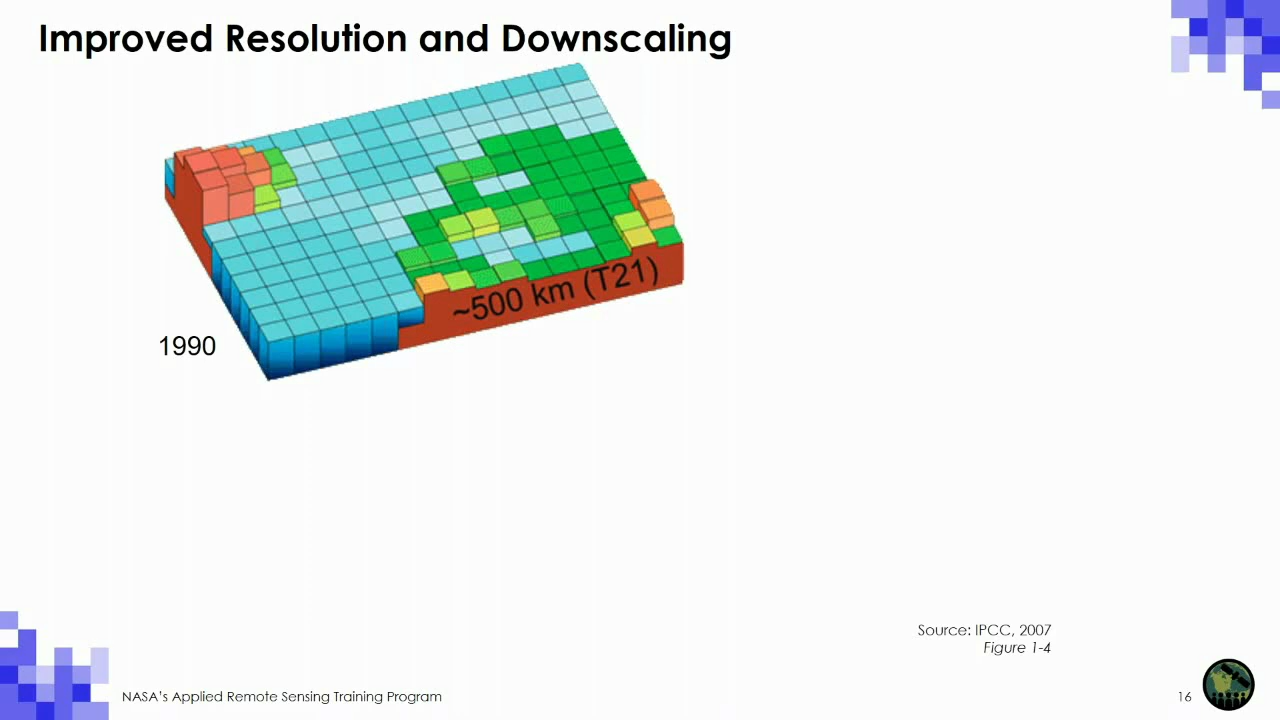 Improved Resolution and Downscaling
~500 km (T21)
1990
Source: IPCC, 2007
Figure 1-4
NASA's Applied Remote Sensing Training Program
16